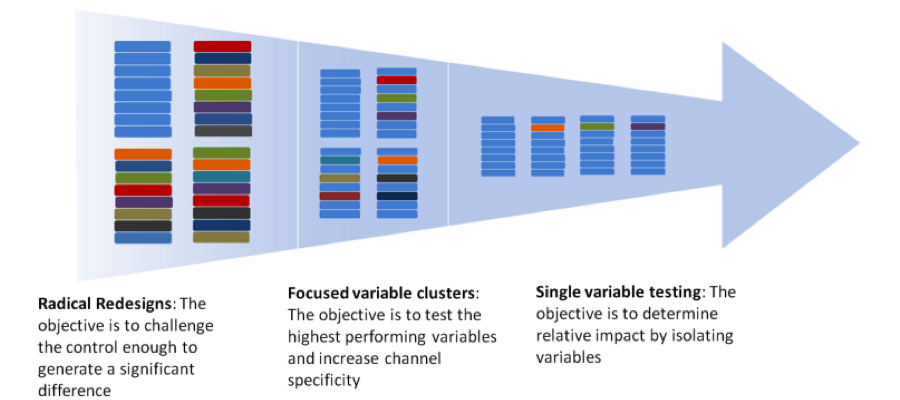 Radical Redesigns: The
objective is to challenge
the control enough to
generate a significant
difference
Focused variable clusters:
The objective is to test the
highest performing variables
and increase channel
specificity
Single variable testing: The
objective is to determine
relative impact by isolating
variables